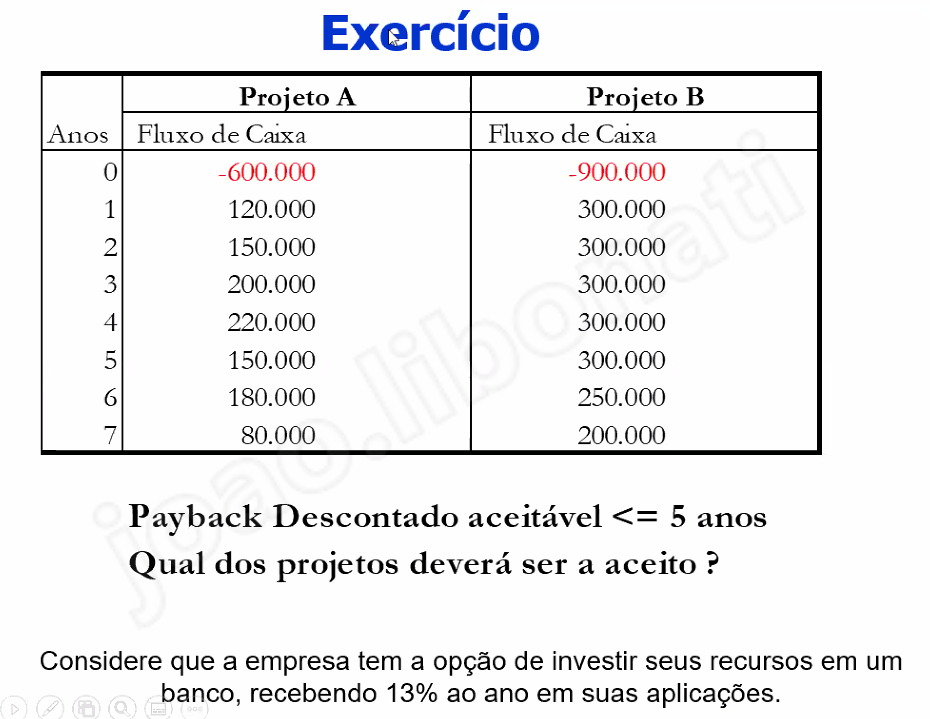 Exercício
Projeto A Projeto B
Anos Fluxo de Caixa Fluxo de Caixa
0 -600.000 -900.000
1 120.000 300.000
2 150.000 300.000
3 200.000 300.000
4 220.000 300.000
5 150.000 300.000
6 180.000 250.000
7 80.000 200.000
joao.libonati
Payback Descontado aceitável <= 5 anos
Qual dos projetos deverá ser a aceito ?
Considere que a empresa tem a opção de investir seus recursos em um
banco, recebendo 13% ao ano em suas aplicações.